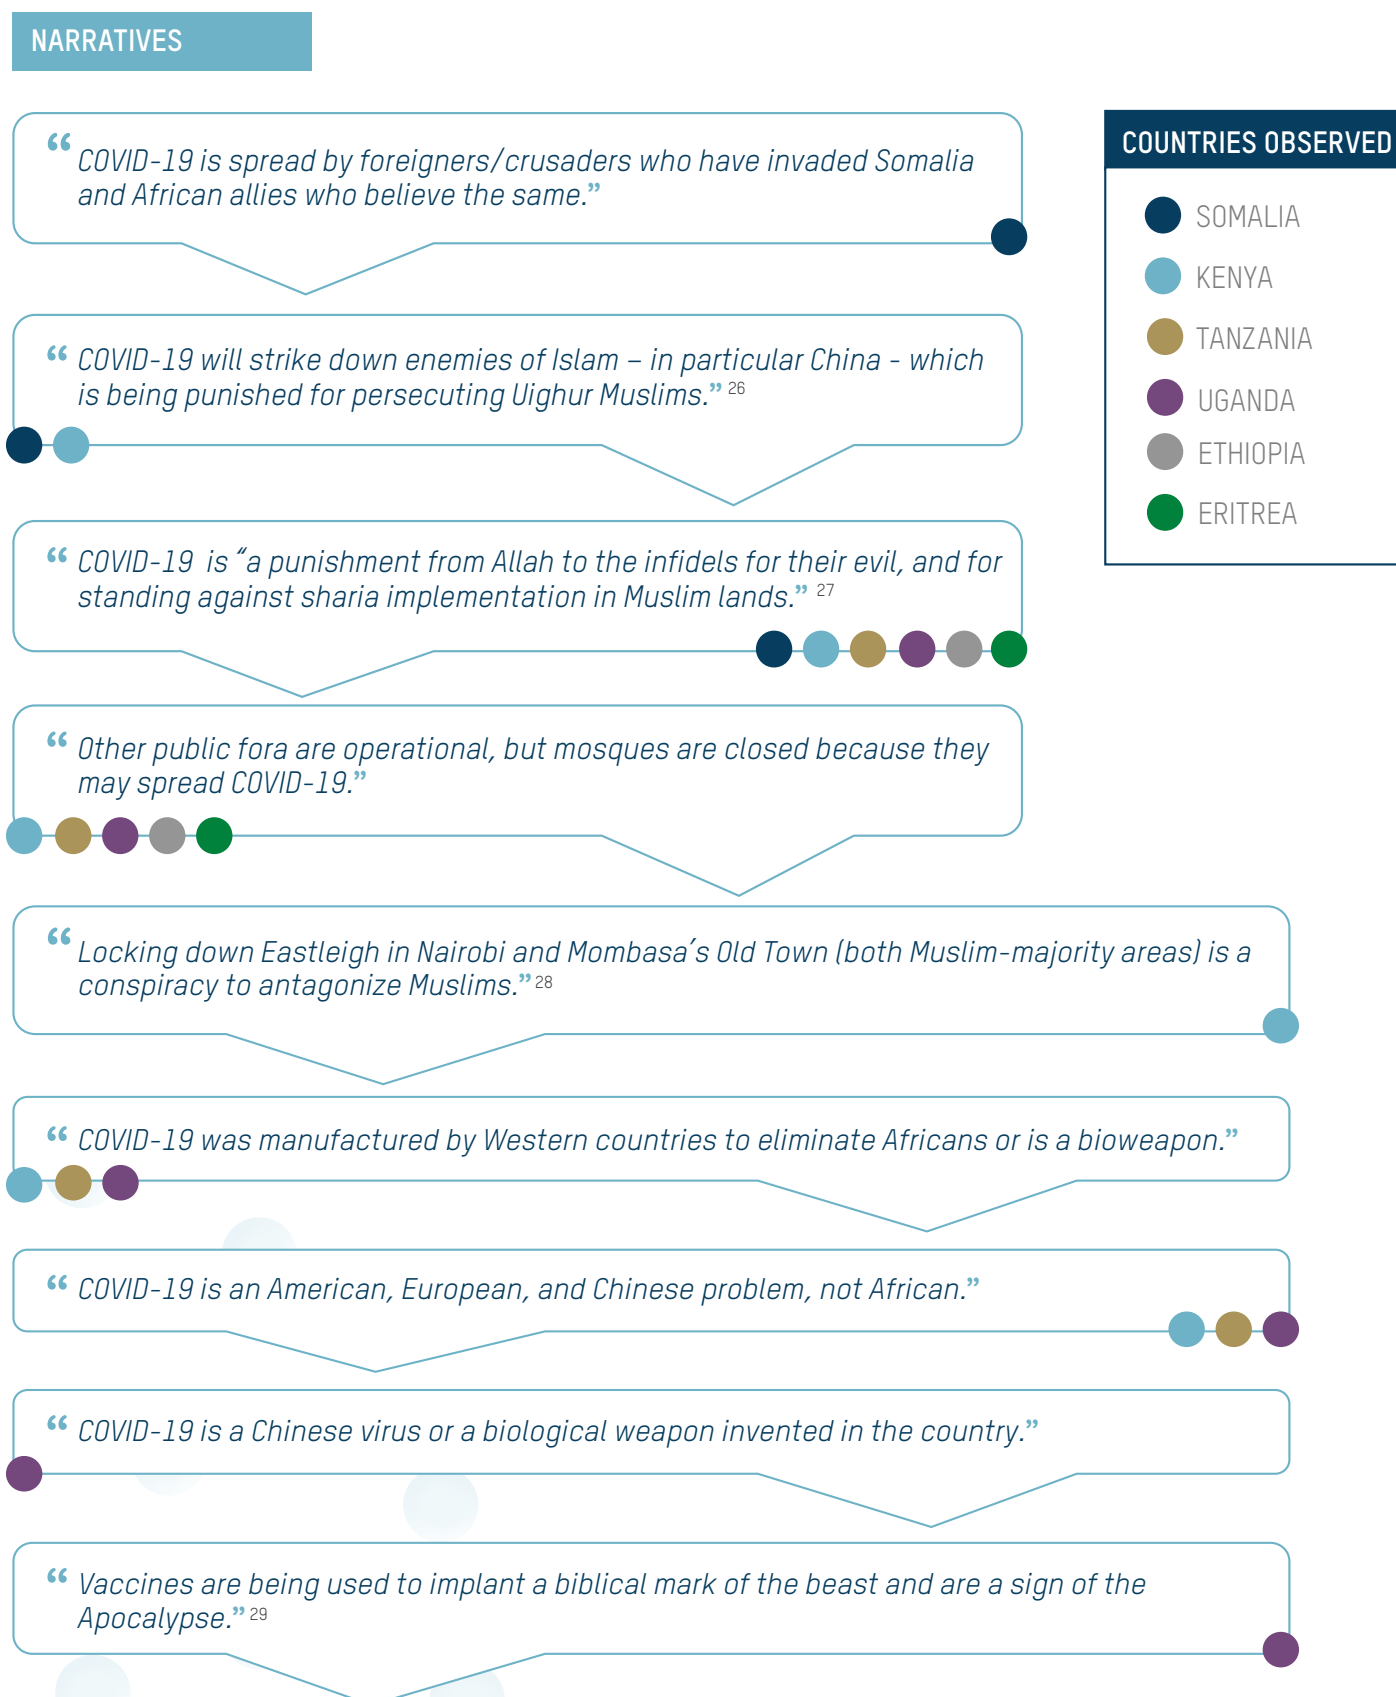 NARRATIVES
“ COVID-19 is spread by foreigners/crusaders who have invaded Somalia
and African allies who believe the same.”
COUNTRIES OBSERVED
SOMALIA
KENYA
TANZANIA
UGANDA
ETHIOPIA
ERITREA
“ COVID-19 will strike down enemies of Islam – in particular China - which
is being punished for persecuting Uighur Muslims.” 26
“ COVID-19 is “a punishment from Allah to the infidels for their evil, and for
standing against sharia implementation in Muslim lands.” 27
“ Other public fora are operational, but mosques are closed because they
may spread COVID-19.”
“ Locking down Eastleigh in Nairobi and Mombasa’s Old Town (both Muslim-majority areas) is a
conspiracy to antagonize Muslims.” 28
“ COVID-19 was manufactured by Western countries to eliminate Africans or is a bioweapon.”
“ COVID-19 is an American, European, and Chinese problem, not African.”
“ COVID-19 is a Chinese virus or a biological weapon invented in the country.”
“ Vaccines are being used to implant a biblical mark of the beast and are a sign of the
Apocalypse.” 29